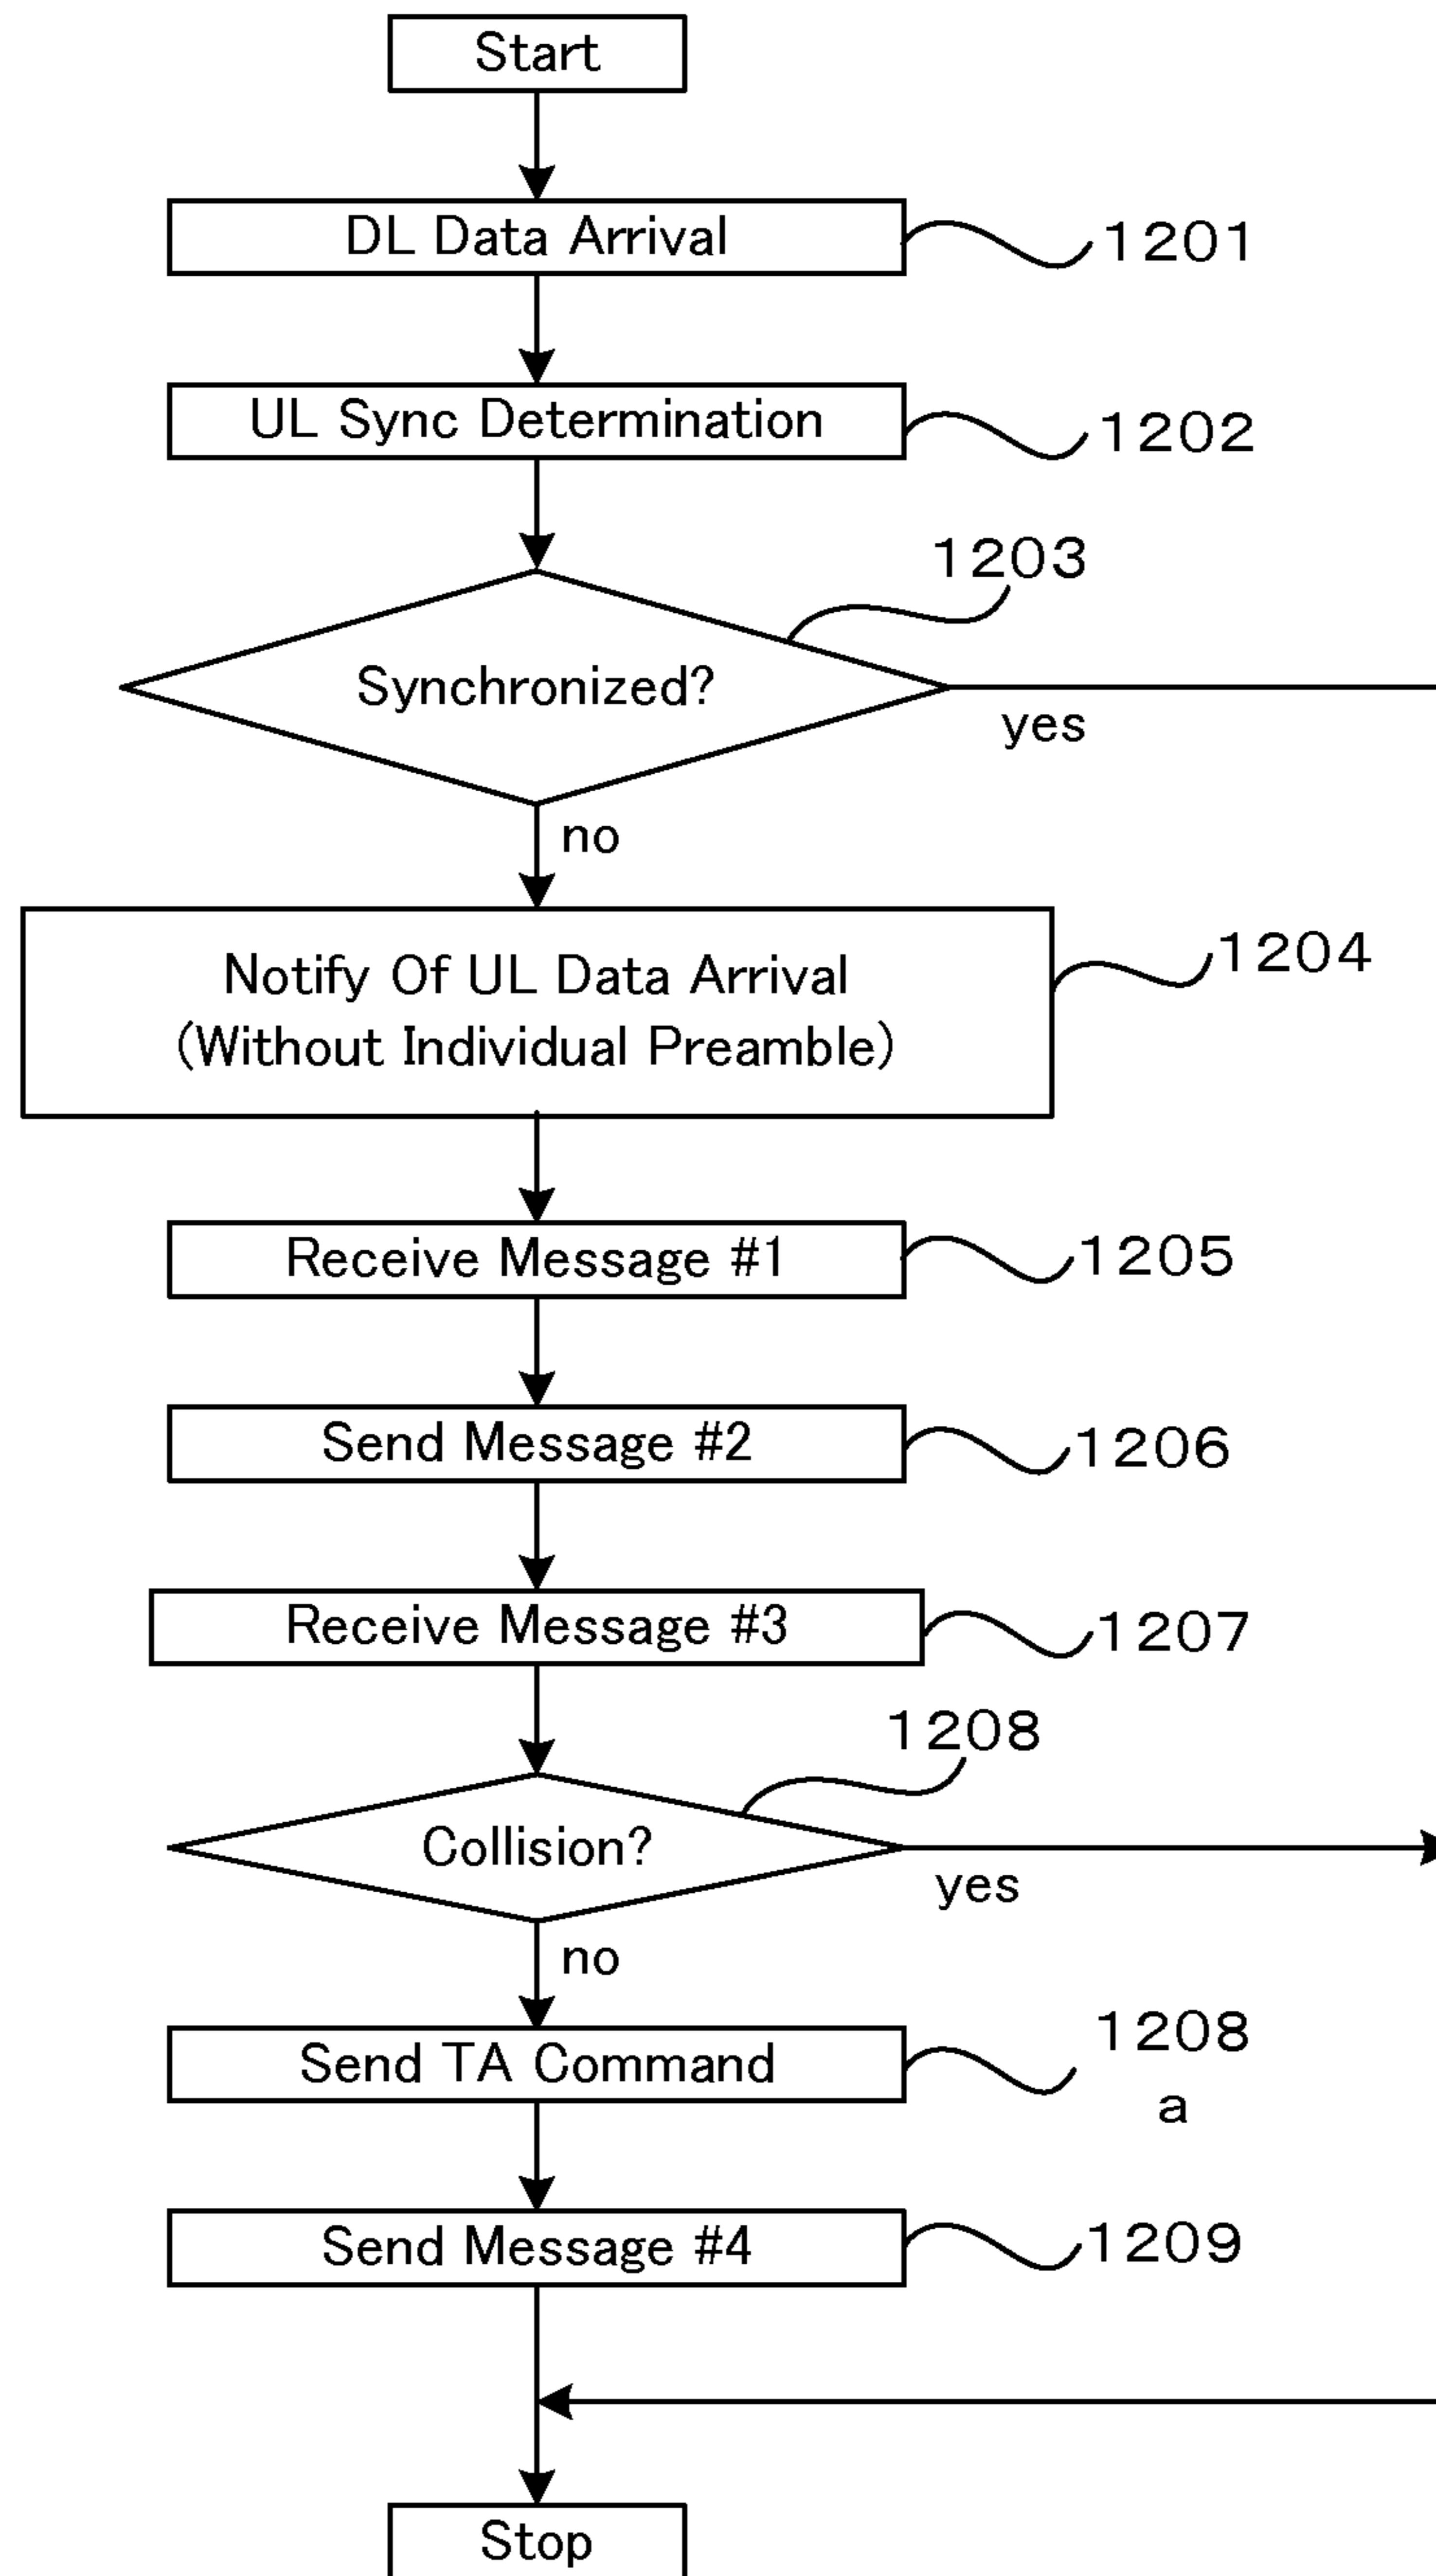 Start
DL Data Arrival
1201
UL Sync Determination
1202
1203
Synchronized?
yes
no
Notify Of UL Data Arrival
(Without Individual Preamble)
1204
Receive Message #1
1205
Send Message #2
1206
Receive Message #3
1207
1208
Collision?
yes
no
Send TA Command
1208
a
Send Message #4
1209
Stop